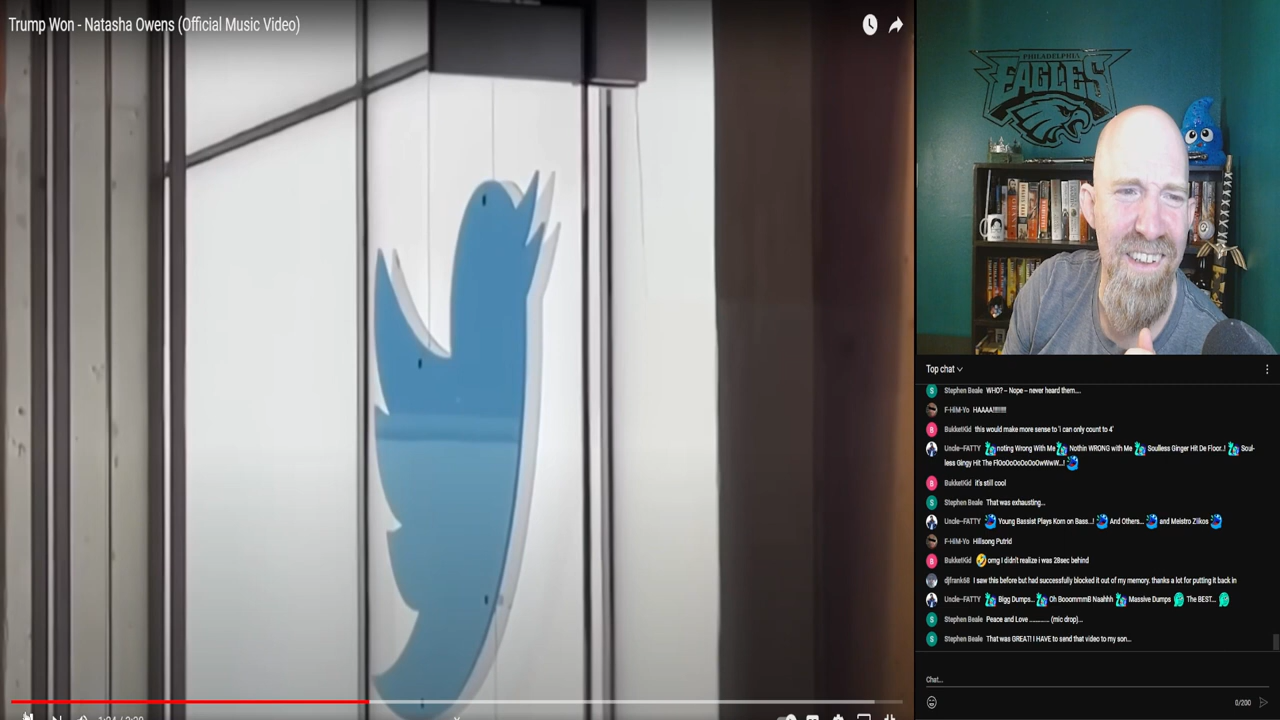 Trump Won - Natasha Owens (Official Music Video)
PHILADELPHIA
EAGLES
Top chat
S Stephen Beale WHO? – Nope – never heard them....
F-HiM-Yo HAAAA!!!!!!!!!
B BukketKid this would make more sense to 'i can only count to 4'
Uncle-FATTY noting Wrong With Me Nothin WRONG with Me Soulless Ginger Hit De Floor..! Soul-
less Gingy Hit The FlOoOoOoOoOoOwWwW...!
B BukketKid it's still cool
S Stephen Beale That was exhausting...
Uncle-FATTY Young Bassist Plays Korn on Bass...! And Others... and Meistro Ziikos
F-HiM-Yo Hillsong Putrid
B BukketKid omg I didn't realize i was 28sec behind
djfrank68 I saw this before but had successfully blocked it out of my memory. thanks a lot for putting it back in
Uncle-FATTY Bigg Dumps... Oh BooommmB Naahhh Massive Dumps The BEST...
S Stephen Beale Peace and Love .............. (mic drop)...
S Stephen Beale That was GREAT! I HAVE to send that video to my son...
Chat...
0/200